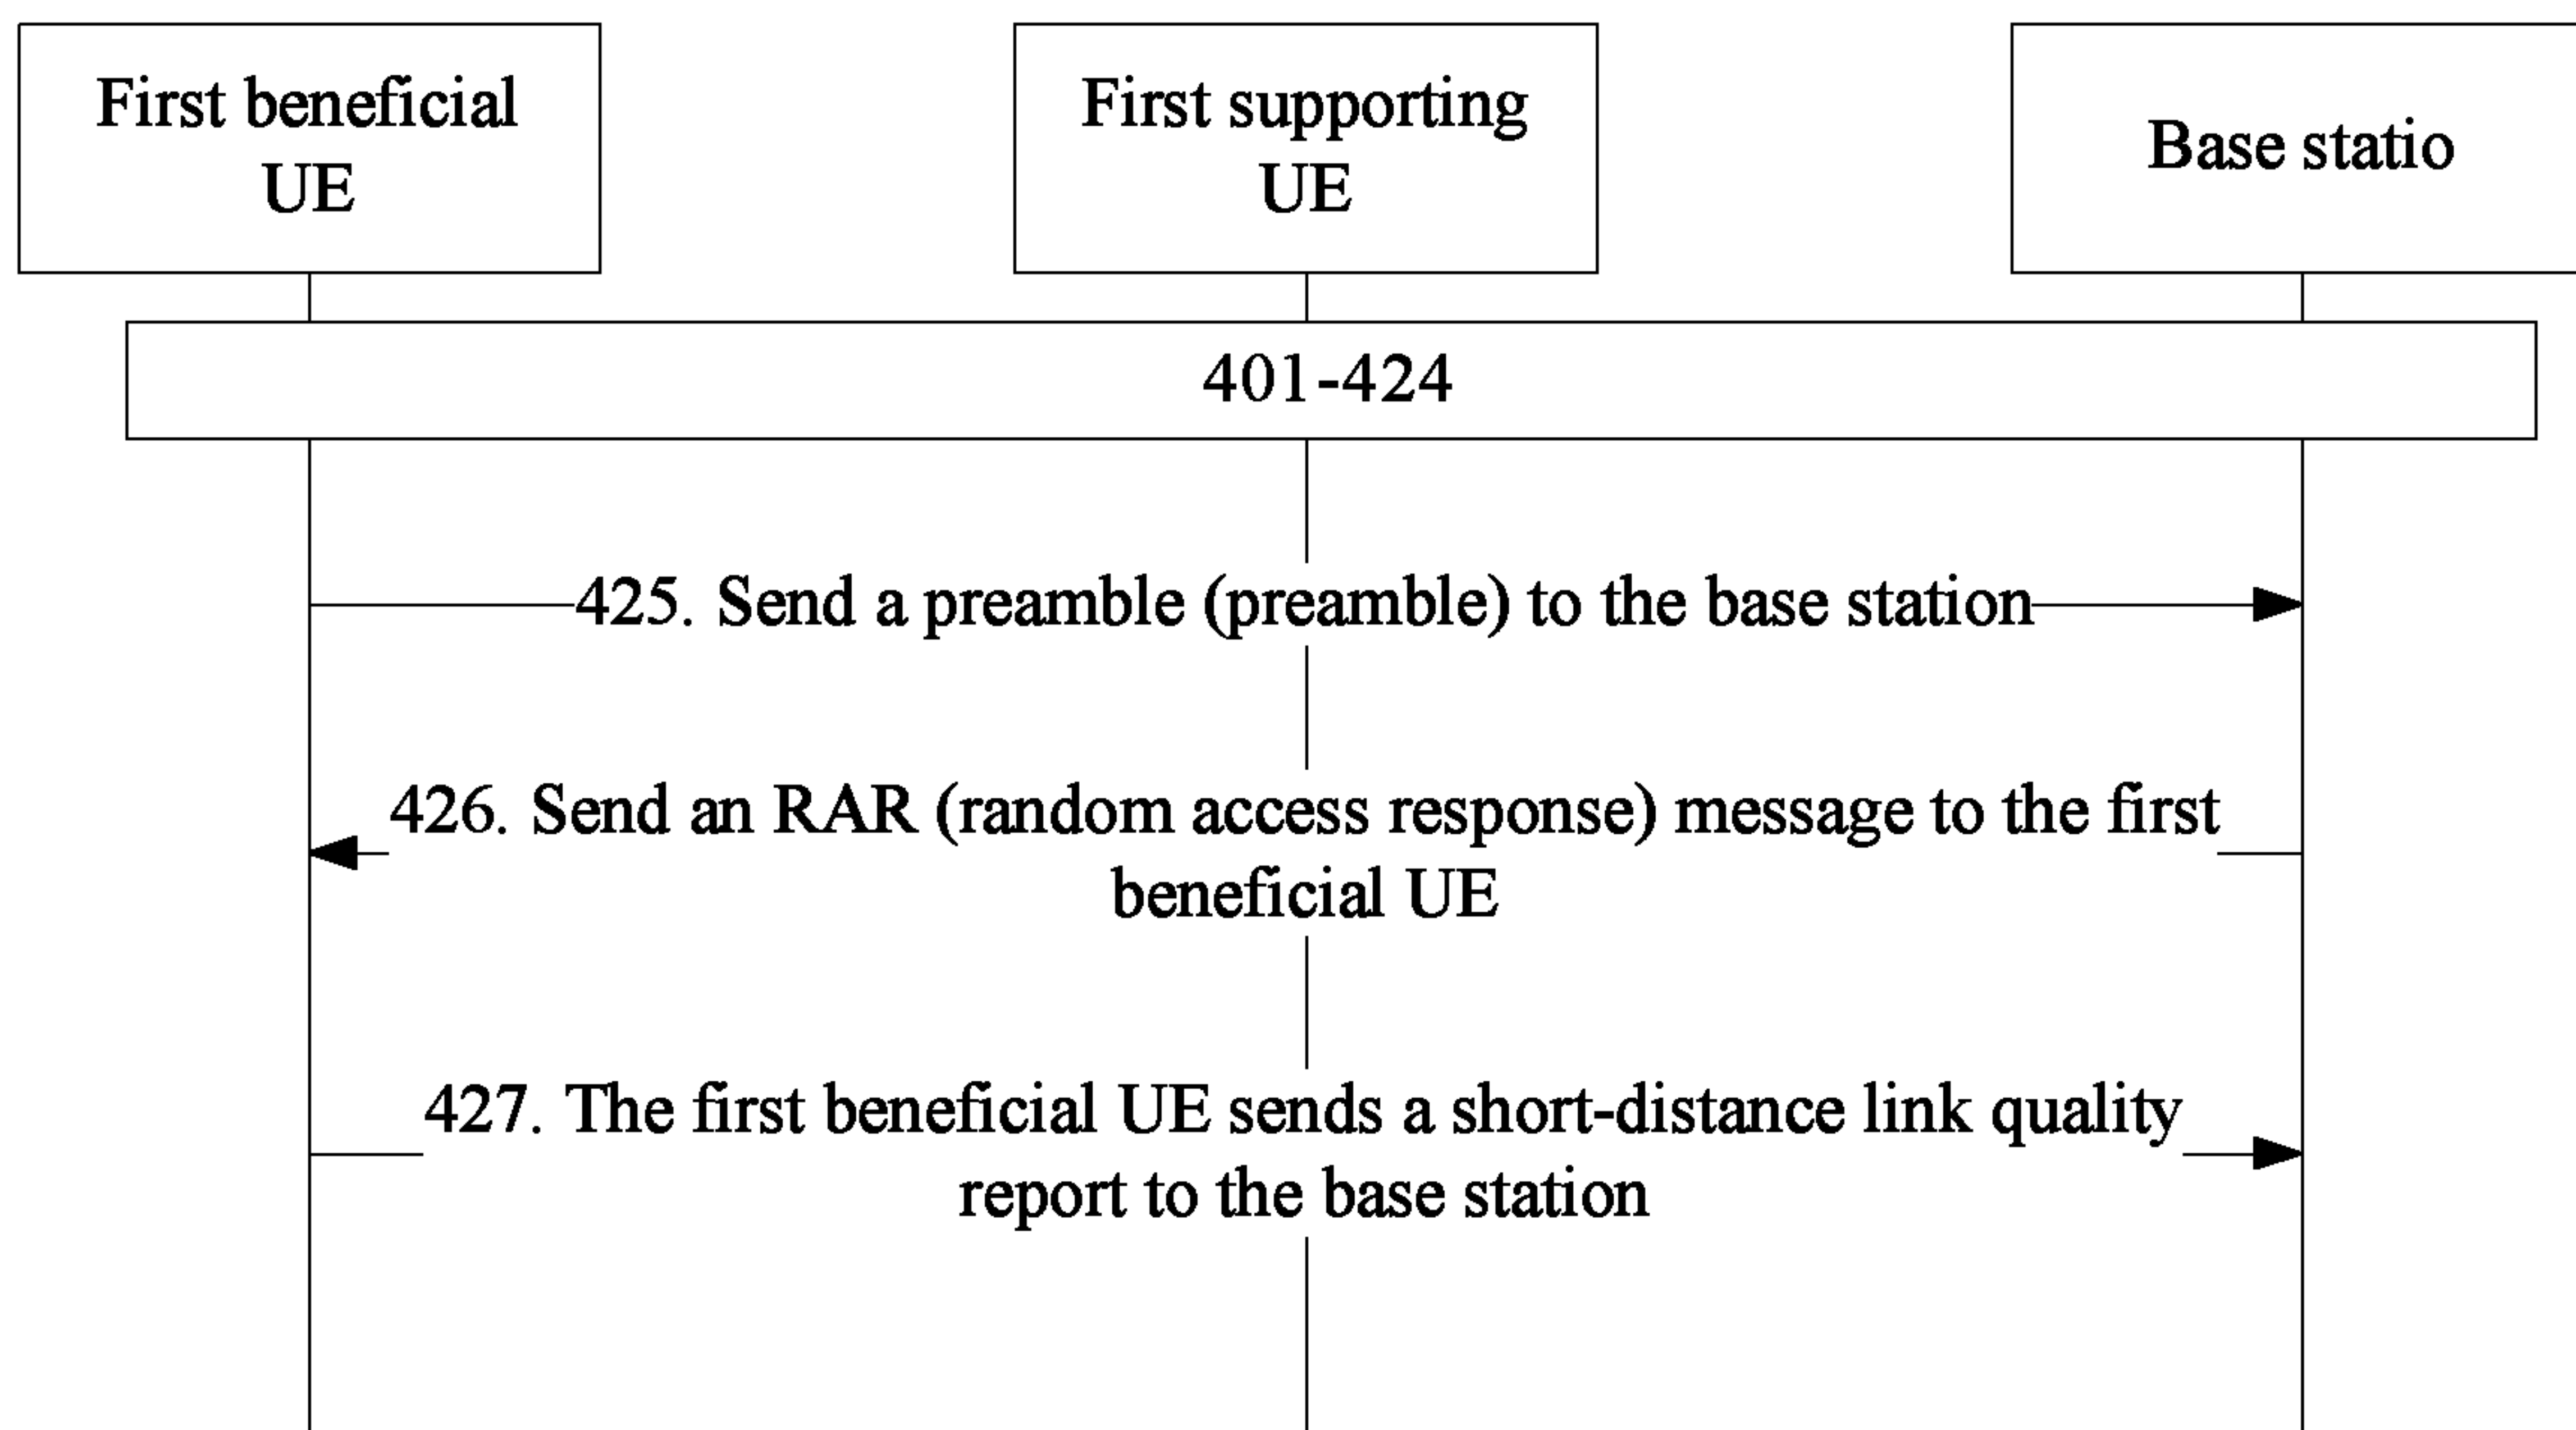 First beneficial
UE
First supporting
UE
Base statio
401-424
425. Send a preamble (preamble) to the base station
426. Send an RAR (random access response) message to the first
beneficial UE
427. The first beneficial UE sends a short-distance link quality
report to the base station